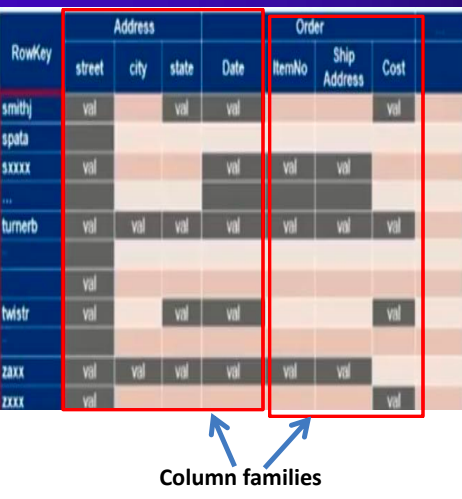 Address Order
RowKey street city state Date ItemNo Ship Address Cost
smithj val val val val
spata
sxxxx val val val val
...
turnerb val val val val val val val
val
twistr val val val val
zaxx val val val val val val
zxxx val val
Column families